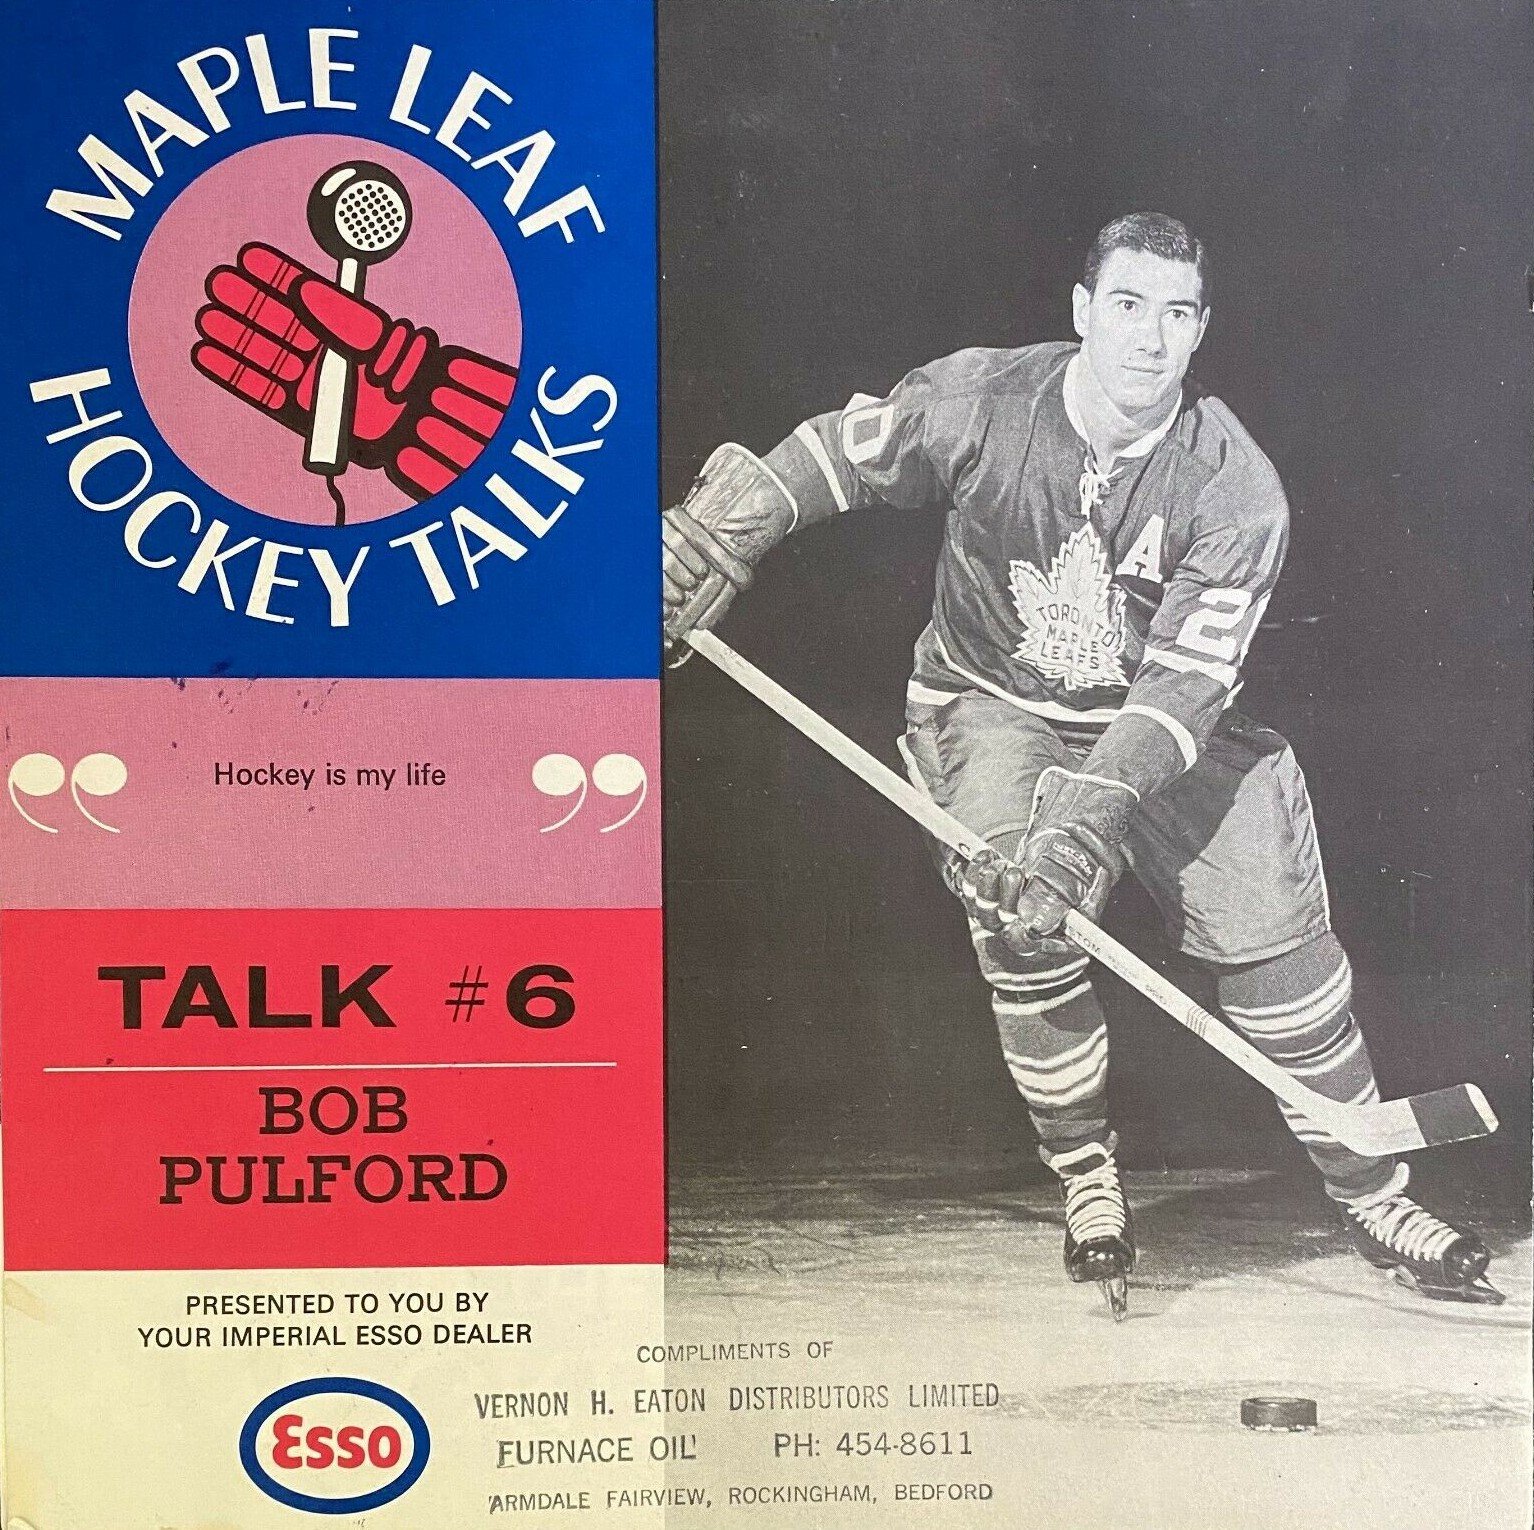 MAPLE LEAF
HOCKEY TALKS
“ Hockey is my life ”
TALK #6
BOB
PULFORD
PRESENTED TO YOU BY
YOUR IMPERIAL ESSO DEALER
Esso
COMPLIMENTS OF
VERNON H. EATON DISTRIBUTORS LIMITED
FURNACE OIL PH: 454-8611
ARMDALE FAIRVIEW, ROCKINGHAM, BEDFORD
0
A
2
TORONTO
MAPLE
LEAFS